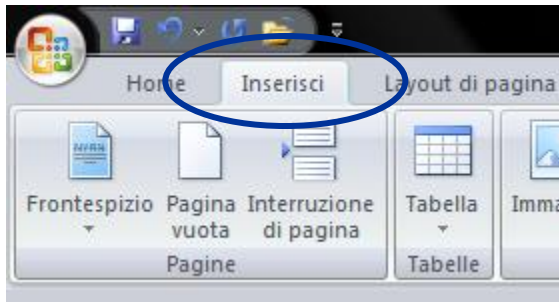 Home Inserisci Layout di pagina
Frontespizio Pagina vuota Interruzione di pagina Tabella
Pagine Tabelle